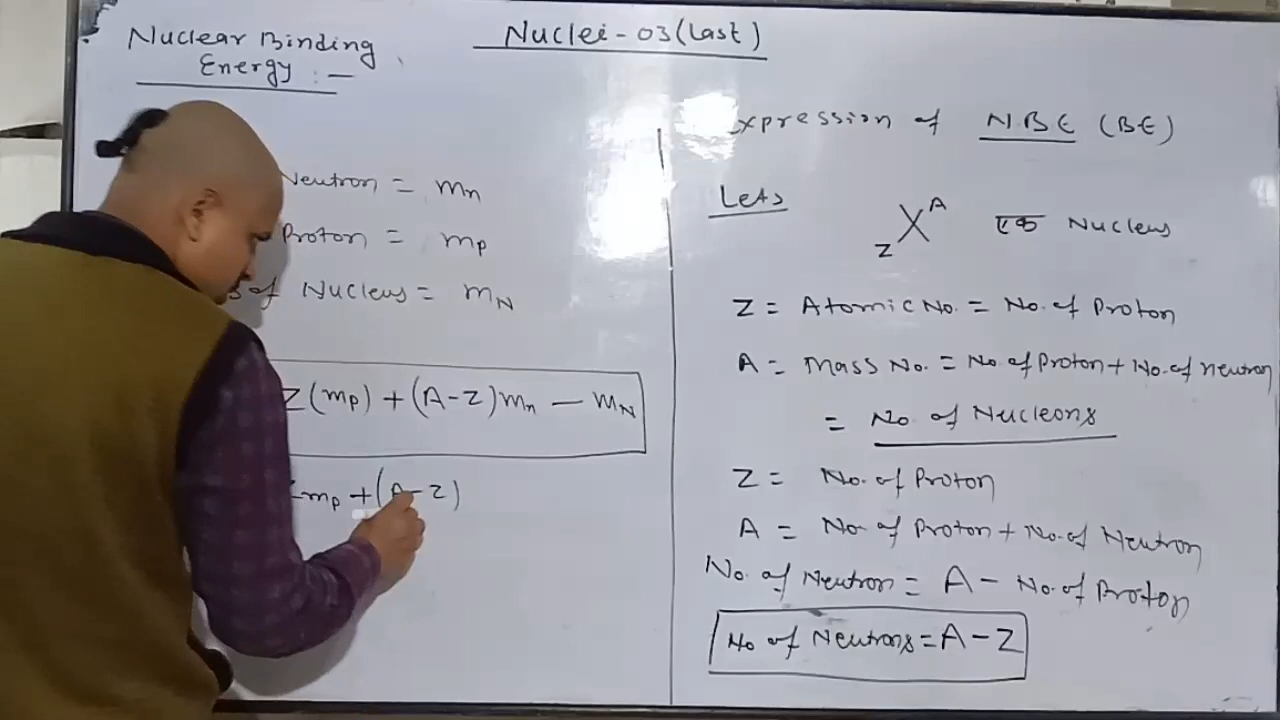 Nuclei-03(Last)
Nuclear Binding
Energy :-
Neutron = mn
Proton = mp
of Nucleus = mN
Z(mp) + (A-Z)mn - mN
mp + (A-Z)
xpression of N.B.E (BE)
Lets
Z X A एक Nucleus
Z = Atomic No. = No. of Proton
A = Mass No. = No. of Proton + No. of neutron
= No of Nucleons
Z = No. of Proton
A = No. of Proton + No. of Neutron
No. of Neutron = A - No. of Proton
No of Neutrons = A-Z